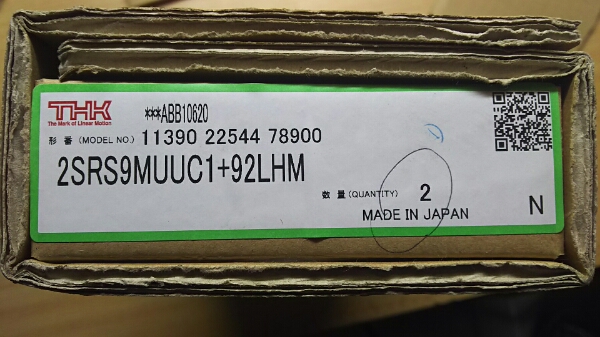 THK
The Mark of Linear Motion
***ABB10620
形 番 (MODEL NO.) 11390 22544 78900
2SRS9MUUC1+92LHM
数 量 (QUANTITY) 2
MADE IN JAPAN
N